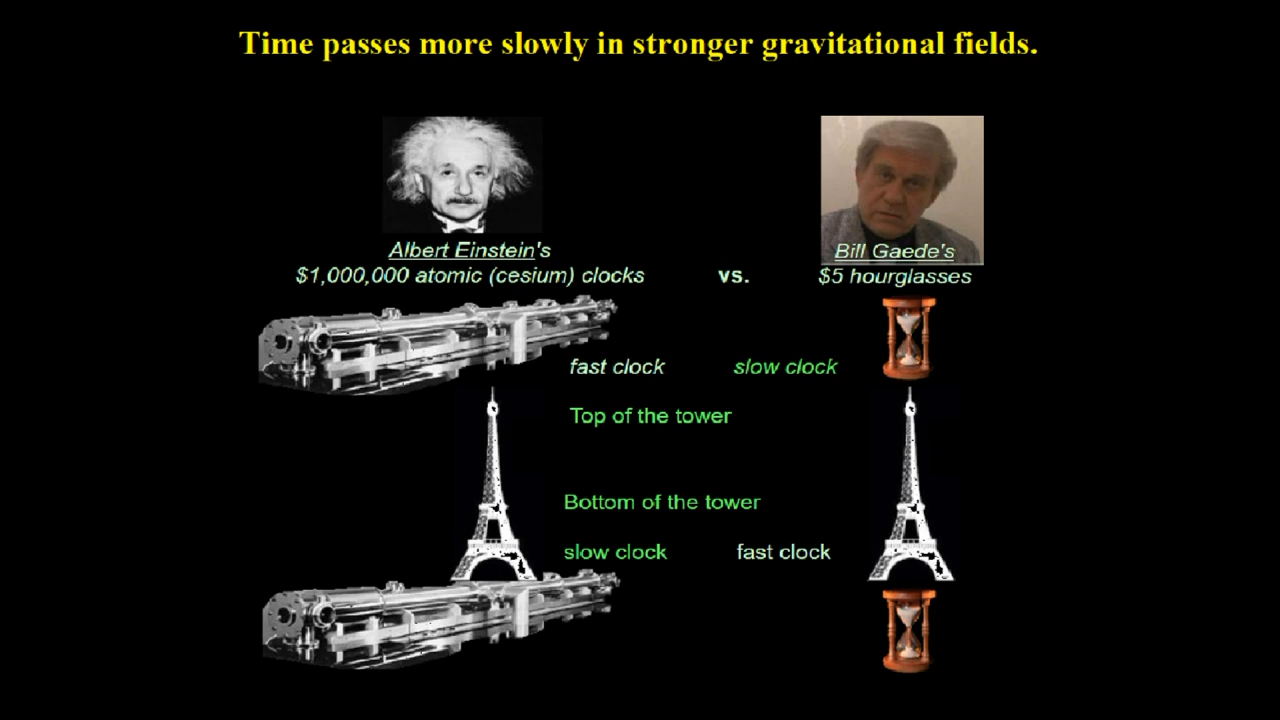 Time passes more slowly in stronger gravitational fields.
Albert Einstein's
Bill Gaede's
$1,000,000 atomic (cesium) clocks
vs.
$5 hourglasses
fast clock
slow clock
Top of the tower
Bottom of the tower
slow clock
fast clock